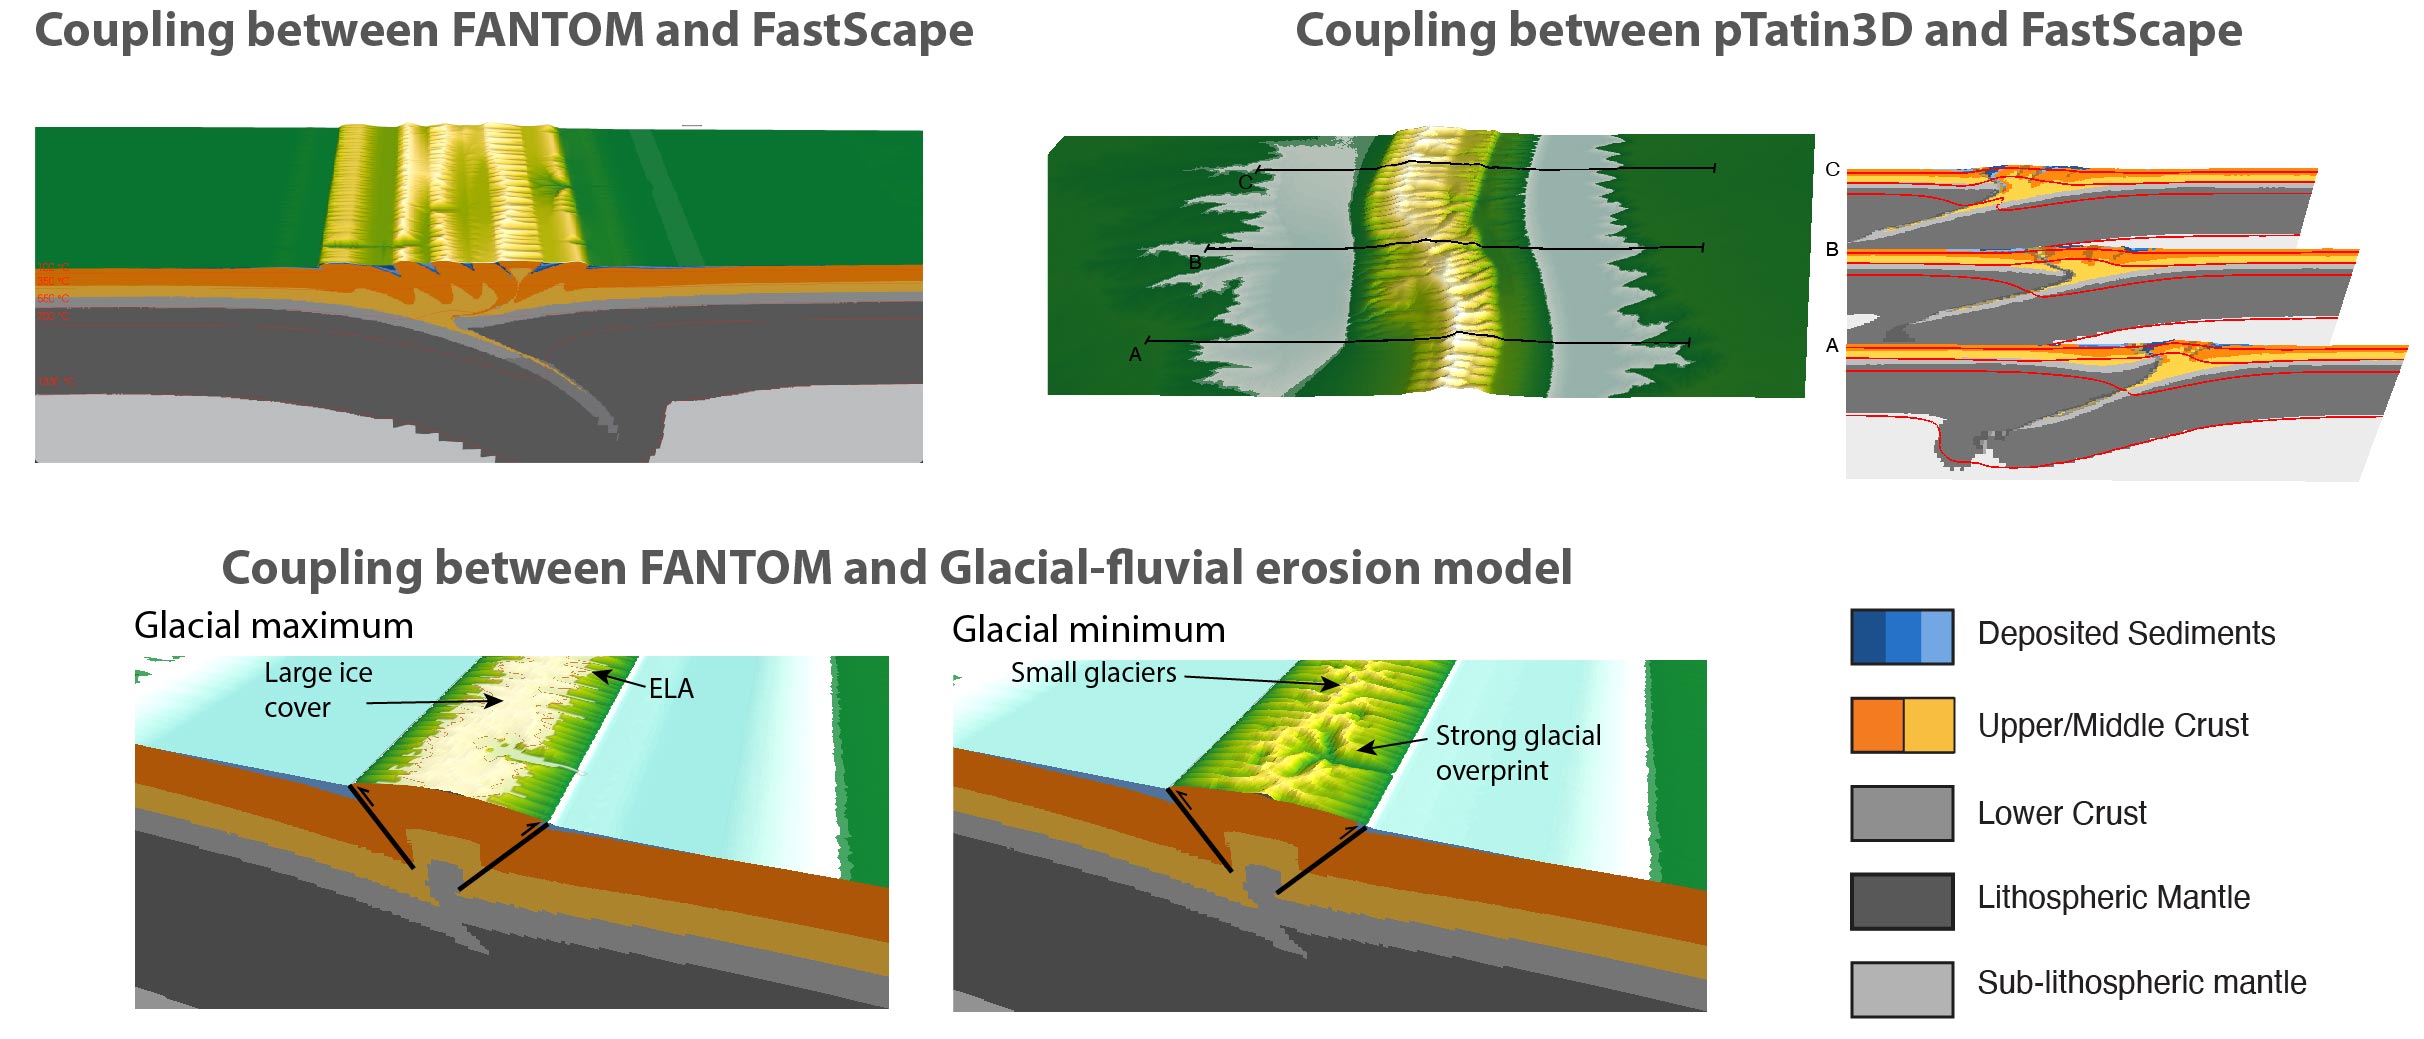 Coupling between FANTOM and FastScape
Coupling between pTatin3D and FastScape
550 °C
C
B
A
C
B
A
Coupling between FANTOM and Glacial-fluvial erosion model
Glacial maximum
Large ice
cover
ELA
Glacial minimum
Small glaciers
Strong glacial
overprint
Deposited Sediments
Upper/Middle Crust
Lower Crust
Lithospheric Mantle
Sub-lithospheric mantle